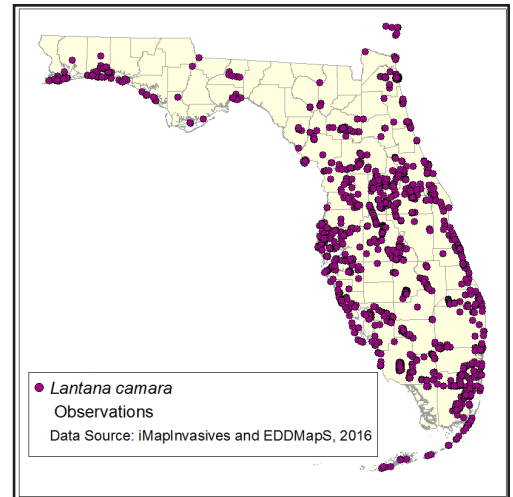 Lantana camara
Observations
Data Source: iMapInvasives and EDDMapS, 2016